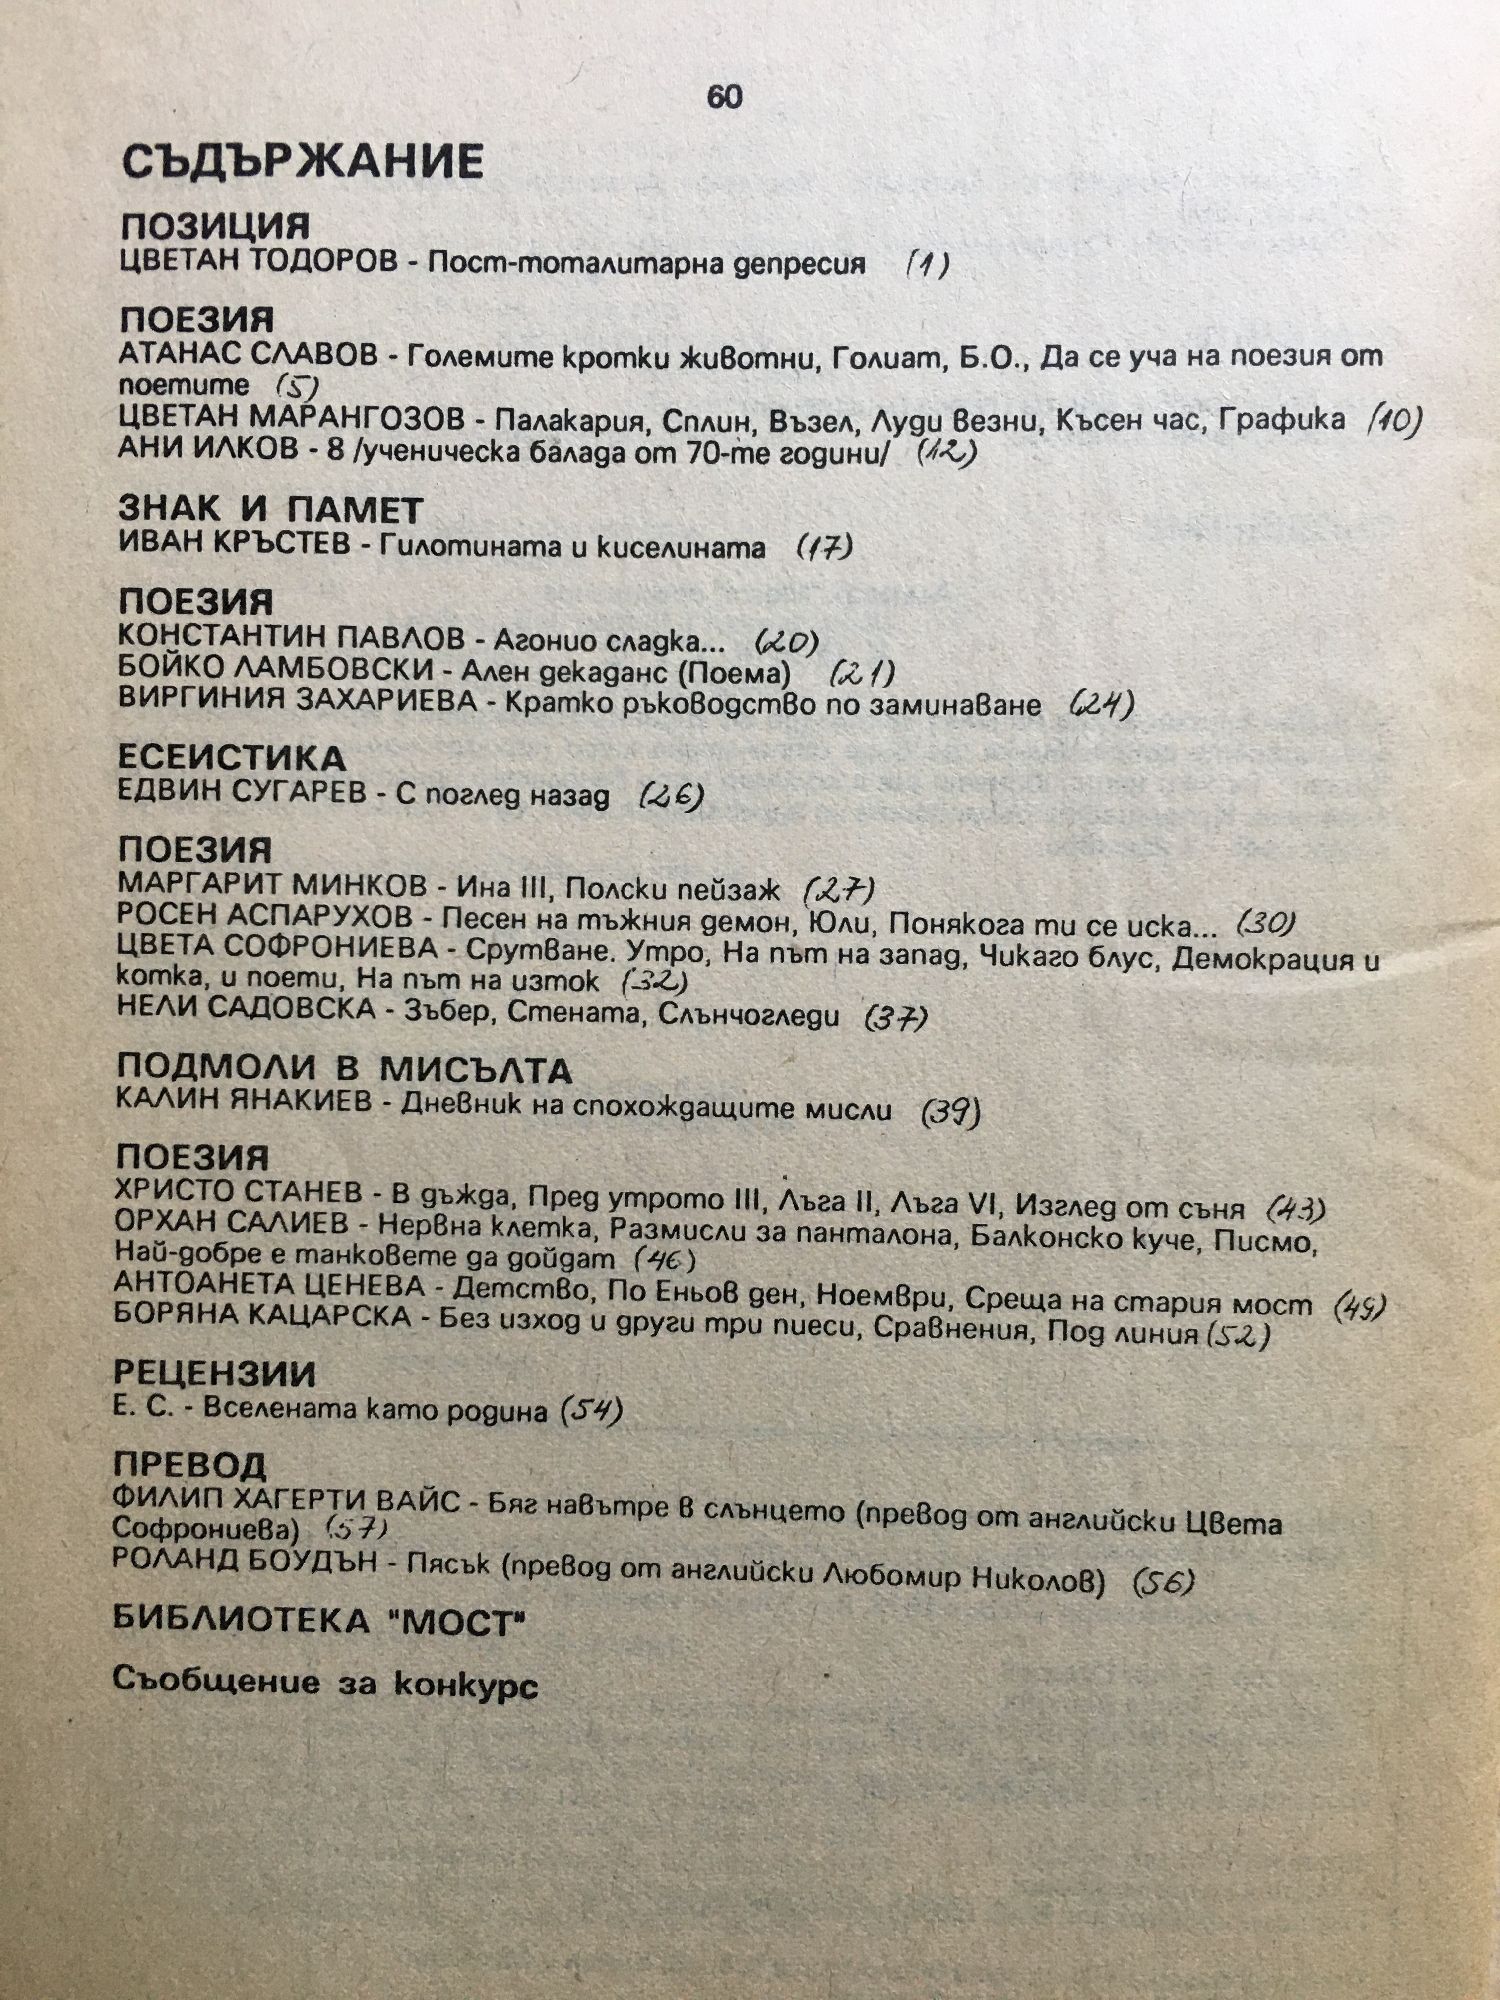 60
СЪДЪРЖАНИЕ
ПОЗИЦИЯ
ЦВЕТАН ТОДОРОВ - Пост-тоталитарна депресия (1)
ПОЕЗИЯ
АТАНАС СЛАВОВ - Големите кротки животни, Голиат, Б.О., Да се уча на поезия от
поетите (5)
ЦВЕТАН МАРАНГОЗОВ - Палакария, Сплин, Възел, Луди везни, Късен час, Графика (10)
АНИ ИЛКОВ - 8 /ученическа балада от 70-те години/ (12)
ЗНАК И ПАМЕТ
ИВАН КРЪСТЕВ - Гилотината и киселината (17)
ПОЕЗИЯ
КОНСТАНТИН ПАВЛОВ - Агонио сладка... (20)
БОЙКО ЛАМБОВСКИ - Ален декаданс (Поема) (21)
ВИРГИНИЯ ЗАХАРИЕВА - Кратко ръководство по заминаване (24)
ЕСЕИСТИКА
ЕДВИН СУГАРЕВ - С поглед назад (26)
ПОЕЗИЯ
МАРГАРИТ МИНКОВ - Ина III, Полски пейзаж (27)
РОСЕН АСПАРУХОВ - Песен на тъжния демон, Юли, Понякога ти се иска... (30)
ЦВЕТА СОФРОНИЕВА - Срутване. Утро, На път на запад, Чикаго блус, Демокрация и
котка, и поети, На път на изток (32)
НЕЛИ САДОВСКА - Зъбер, Стената, Слънчогледи (37)
ПОДМОЛИ В МИСЪЛТА
КАЛИН ЯНАКИЕВ - Дневник на спохождащите мисли (39)
ПОЕЗИЯ
ХРИСТО СТАНЕВ - В дъжда, Пред утрото III, Лъга II, Лъга VI, Изглед от съня (43)
ОРХАН САЛИЕВ - Нервна клетка, Размисли за панталона, Балконско куче, Писмо,
Най-добре е танковете да дойдат (46)
АНТОАНЕТА ЦЕНЕВА - Детство, По Еньов ден, Ноември, Среща на стария мост (49)
БОРЯНА КАЦАРСКА - Без изход и други три пиеси, Сравнения, Под линия (52)
РЕЦЕНЗИИ
Е. С. - Вселената като родина (54)
ПРЕВОД
ФИЛИП ХАГЕРТИ ВАЙС - Бяг навътре в слънцето (превод от английски Цвета
Софрониева) (57)
РОЛАНД БОУДЪН - Пясък (превод от английски Любомир Николов) (56)
БИБЛИОТЕКА "МОСТ"
Съобщение за конкурс